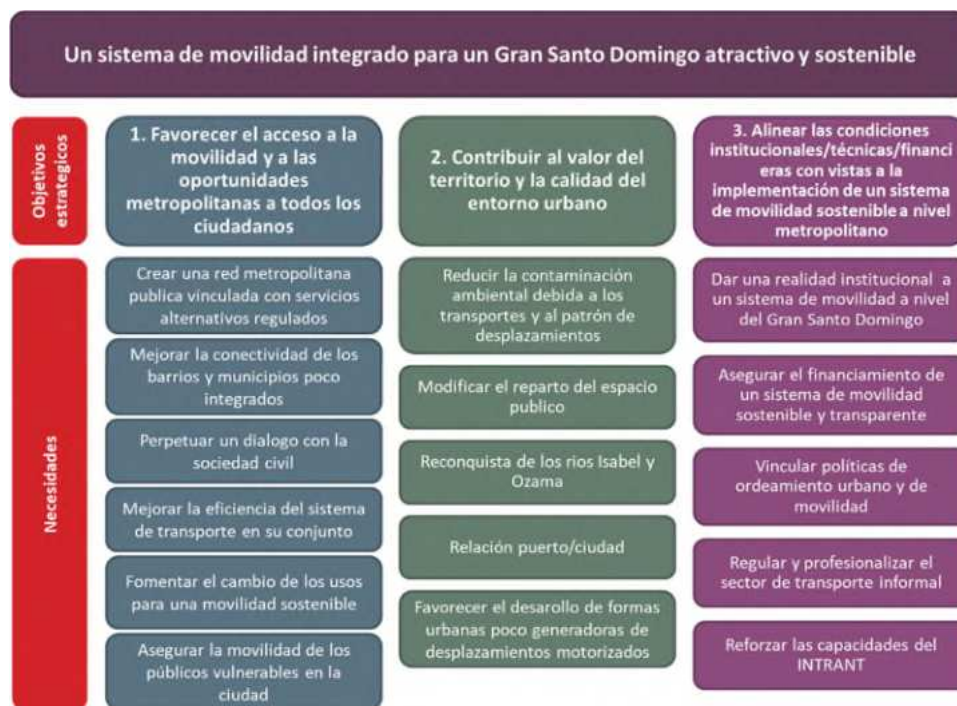 Un sistema de movilidad integrado para un Gran Santo Domingo atractivo y sostenible
Objetivos
estrategicos
1. Favorecer el acceso a la
movilidad y a las
oportunidades
metropolitanas a todos los
ciudadanos
2. Contribuir al valor del
territorio y la calidad del
entorno urbano
3. Alinear las condiciones
institucionales/técnicas/financi
eras con vistas a la
implementación de un sistema
de movilidad sostenible a nivel
metropolitano
Necesidades
Crear una red metropolitana
publica vinculada con servicios
alternativos regulados
Mejorar la conectividad de los
barrios y municipios poco
integrados
Perpetuar un dialogo con la
sociedad civil
Mejorar la eficiencia del sistema
de transporte en su conjunto
Fomentar el cambio de los usos
para una movilidad sostenible
Asegurar la movilidad de los
públicos vulnerables en la
ciudad
Reducir la contaminación
ambiental debida a los
transportes y al patrón de
desplazamientos
Modificar el reparto del espacio
publico
Reconquista de los rios Isabel y
Ozama
Relación puerto/ciudad
Favorecer el desarollo de formas
urbanas poco generadoras de
desplazamientos motorizados
Dar una realidad institucional a
un sistema de movilidad a nivel
del Gran Santo Domingo
Asegurar el financiamiento de
un sistema de movilidad
sostenible y transparente
Vincular políticas de
ordeamiento urbano y de
movilidad
Regular y profesionalizar el
sector de transporte informal
Reforzar las capacidades del
INTRANT